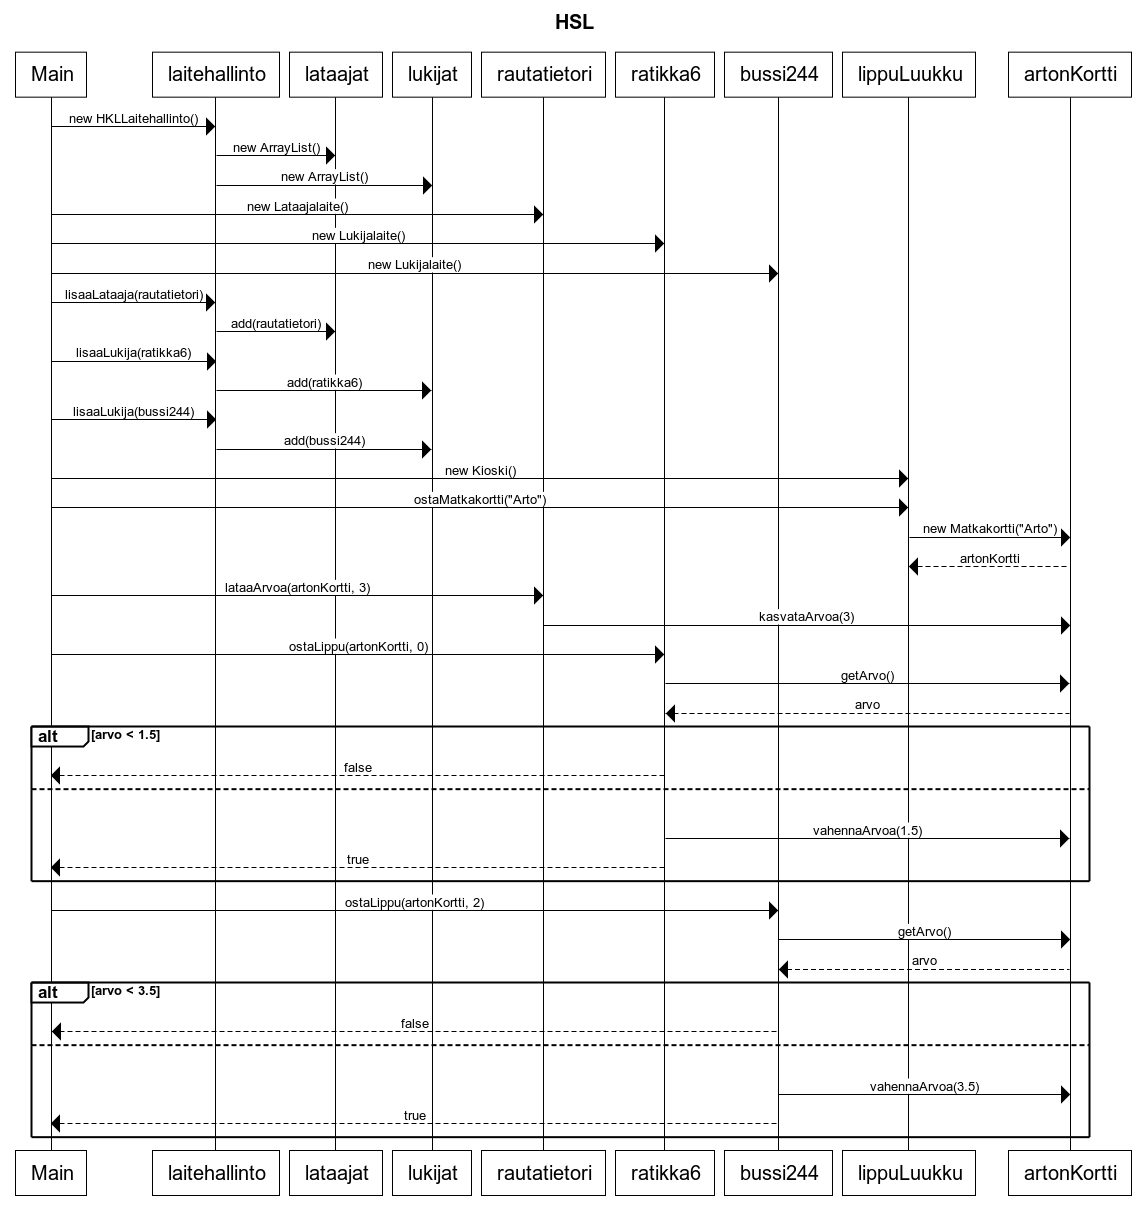 HSL
Main laitehallinto lataajat lukijat rautatietori ratikka6 bussi244 lippuLuukku artonKortti
new HKLLaitehallinto()
new ArrayList()
new ArrayList()
new Lataajalaite()
new Lukijalaite()
new Lukijalaite()
lisaaLataaja(rautatietori)
add(rautatietori)
lisaaLukija(ratikka6)
add(ratikka6)
lisaaLukija(bussi244)
add(bussi244)
new Kioski()
ostaMatkakortti("Arto")
new Matkakortti("Arto")
artonKortti
lataaArvoa(artonKortti, 3)
kasvataArvoa(3)
ostaLippu(artonKortti, 0)
getArvo()
arvo
alt [arvo < 1.5]
false
vahennaArvoa(1.5)
true
ostaLippu(artonKortti, 2)
getArvo()
arvo
alt [arvo < 3.5]
false
vahennaArvoa(3.5)
true
Main laitehallinto lataajat lukijat rautatietori ratikka6 bussi244 lippuLuukku artonKortti